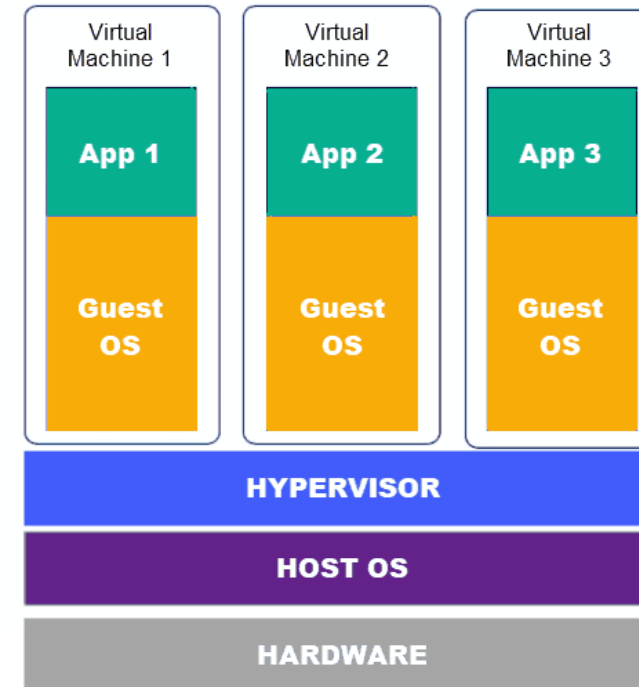 Virtual
Machine 1
Virtual
Machine 2
Virtual
Machine 3
App 1
App 2
App 3
Guest
OS
Guest
OS
Guest
OS
HYPERVISOR
HOST OS
HARDWARE